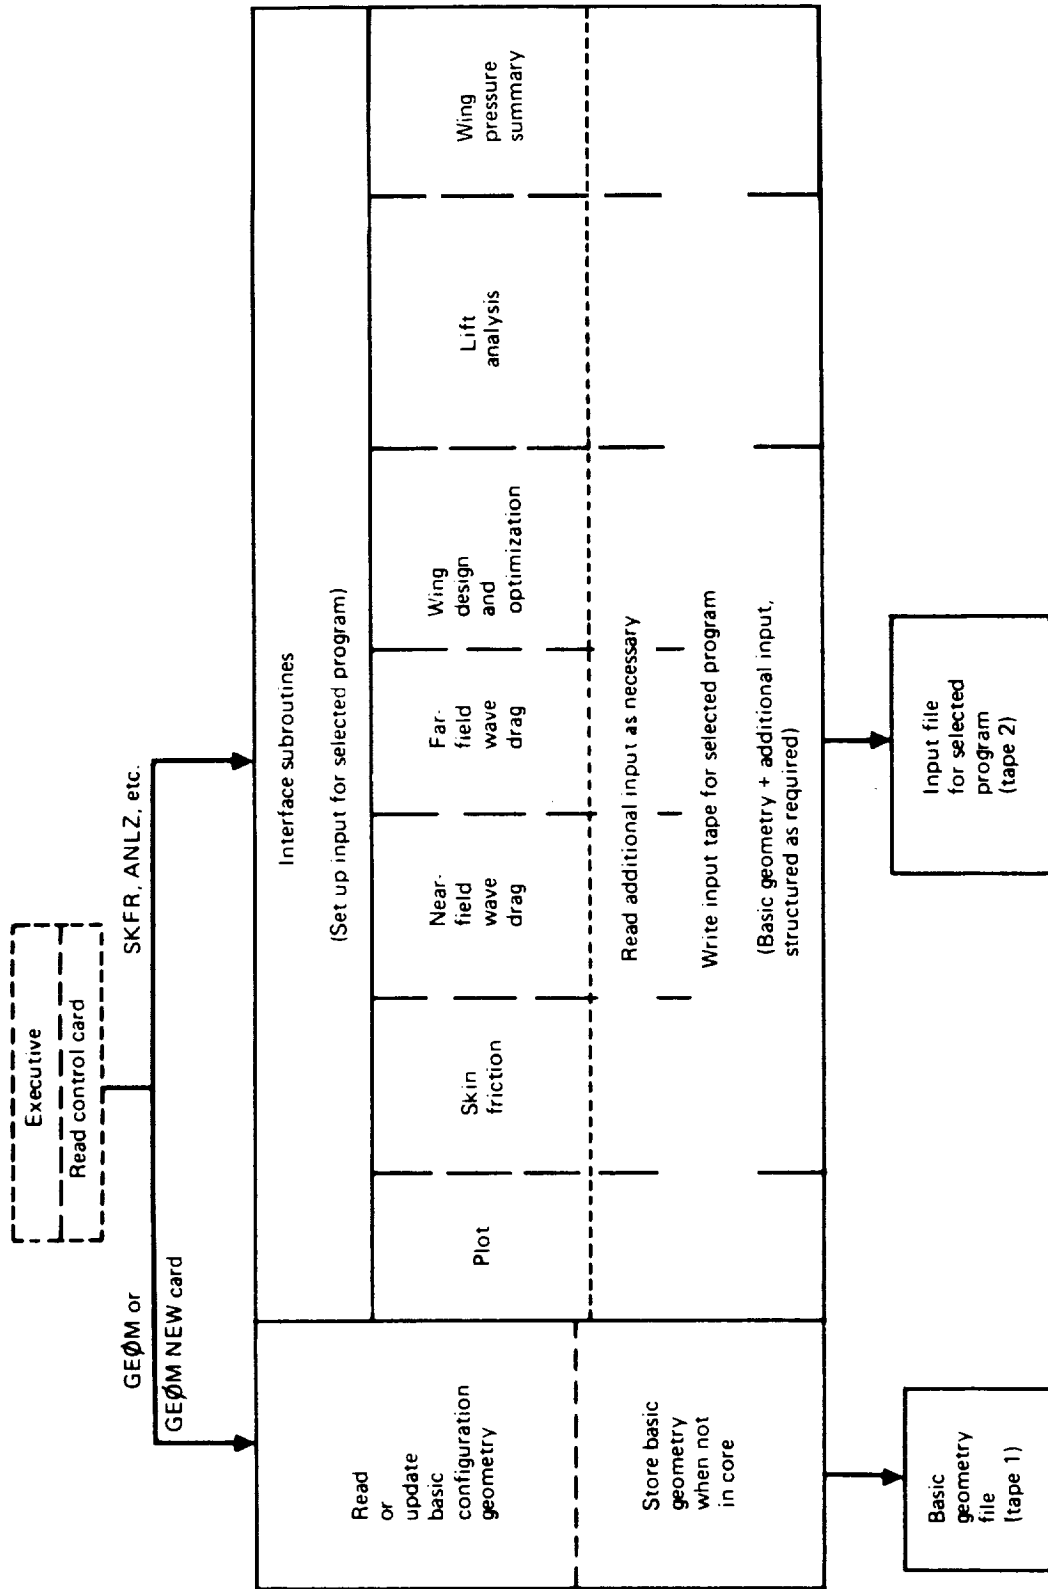 Executive
Read control card
GEØM or
GEØM NEW card
SKFR, ANLZ, etc.
Read
or
update
basic
configuration
geometry
Store basic
geometry
when not
in core
Interface subroutines
(Set up input for selected program)
Plot
Skin
friction
Near-
field
wave
drag
Far-
field
wave
drag
Wing
design
and
optimization
Lift
analysis
Wing
pressure
summary
Read additional input as necessary
Write input tape for selected program
(Basic geometry + additional input,
structured as required)
Basic
geometry
file
(tape 1)
Input file
for selected
program
(tape 2)